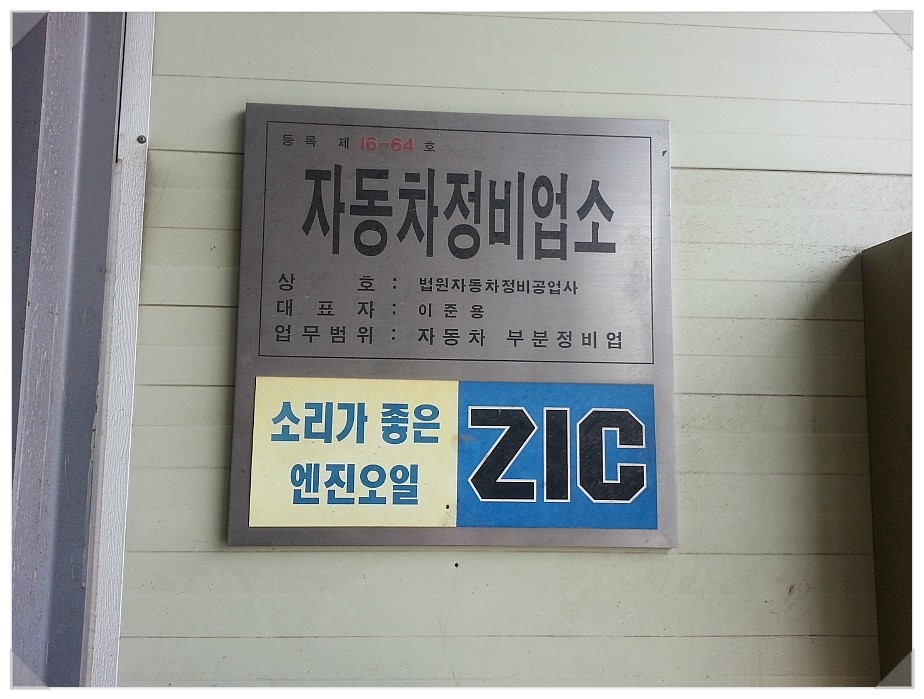 등록 제 16-64 호
자동차정비업소
상 호 : 법원자동차정비공업사
대 표 자 : 이 준 용
업무범위 : 자동차 부분정비업
소리가 좋은
엔진오일
ZIC